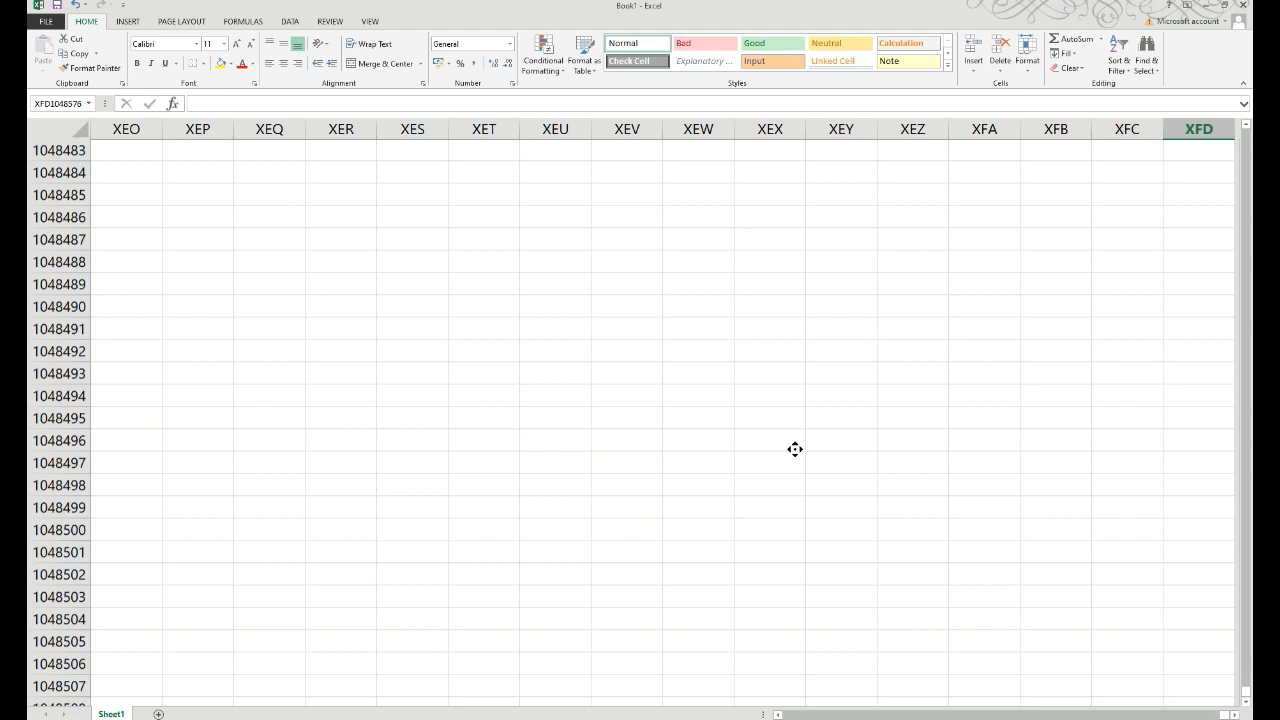 Book1 - Excel
?
FILE HOME INSERT PAGE LAYOUT FORMULAS DATA REVIEW VIEW
Microsoft account
Paste
Cut
Copy
Format Painter
Clipboard
Calibri 11
B I U
Font
Wrap Text
Merge & Center
Alignment
General
Number
Conditional Formatting
Format as Table
Normal Bad Good Neutral Calculation
Check Cell Explanatory ... Input Linked Cell Note
Styles
Insert Delete Format
Cells
AutoSum
Fill
Clear
Sort & Filter
Find & Select
Editing
XFD1048576
fx
XEO XEP XEQ XER XES XET XEU XEV XEW XEX XEY XEZ XFA XFB XFC XFD
1048483
1048484
1048485
1048486
1048487
1048488
1048489
1048490
1048491
1048492
1048493
1048494
1048495
1048496
1048497
1048498
1048499
1048500
1048501
1048502
1048503
1048504
1048505
1048506
1048507
Sheet1